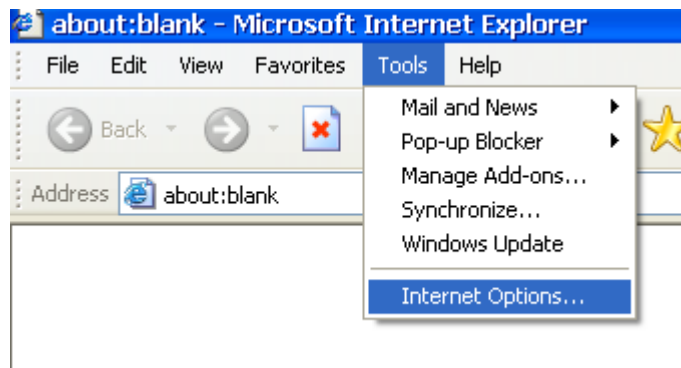 about:blank - Microsoft Internet Explorer
File Edit View Favorites Tools Help
Back
Mail and News
Pop-up Blocker
Manage Add-ons...
Synchronize...
Windows Update
Internet Options...
Address about:blank